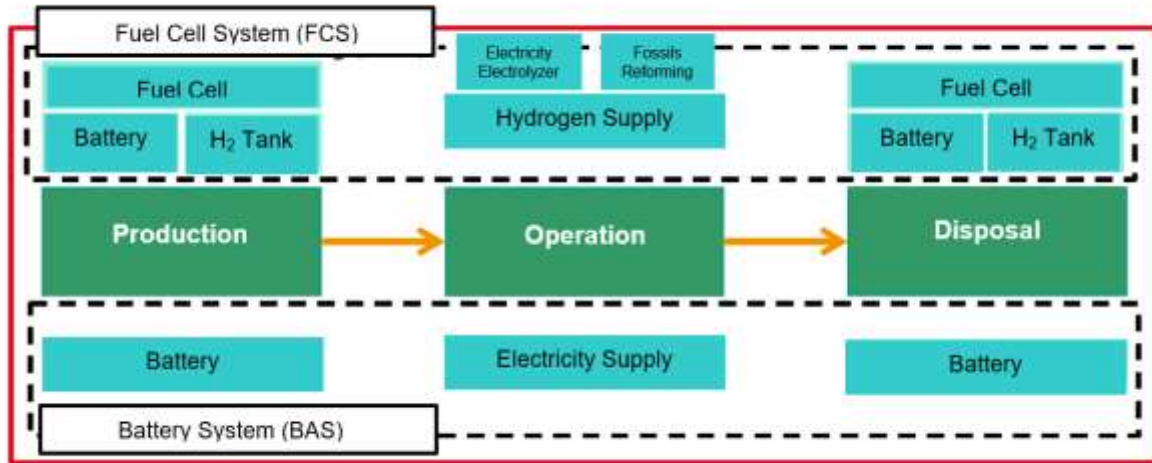 Fuel Cell System (FCS)
Electricity
Electrolyzer
Fossils
Reforming
Fuel Cell
Hydrogen Supply
Fuel Cell
Battery
H₂ Tank
Battery
H₂ Tank
Production
Operation
Disposal
Battery
Electricity Supply
Battery
Battery System (BAS)